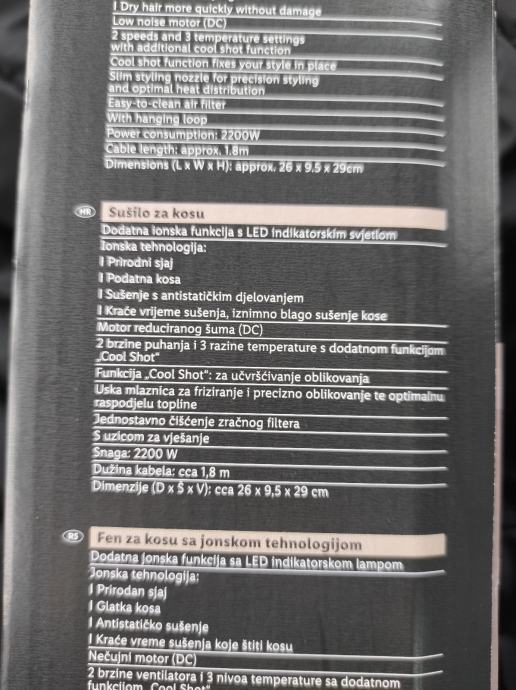 I Dry hair more quickly without damage
Low noise motor (DC)
2 speeds and 3 temperature settings
with additional cool shot function
Cool shot function fixes your style in place
Slim styling nozzle for precision styling
and optimal heat distribution
Easy-to-clean air filter
With hanging loop
Power consumption: 2200W
Cable length: approx. 1.8m
Dimensions (L x W x H): approx. 26 x 9.5 x 29cm
HR Sušilo za kosu
Dodatna ionska funkcija s LED indikatorskim svjetlom
Ionska tehnologija:
I Prirodni sjaj
I Podatna kosa
I Sušenje s antistatičkim djelovanjem
I Kraće vrijeme sušenja, iznimno blago sušenje kose
Motor reduciranog šuma (DC)
2 brzine puhanja i 3 razine temperature s dodatnom funkcijom
„Cool Shot“
Funkcija „Cool Shot“: za učvršćivanje oblikovanja
Uska mlaznica za friziranje i precizno oblikovanje te optimalnu
raspodjelu topline
Jednostavno čišćenje zračnog filtera
S uzicom za vješanje
Snaga: 2200 W
Dužina kabela: cca 1,8 m
Dimenzije (D x Š x V): cca 26 x 9,5 x 29 cm
RS Fen za kosu sa jonskom tehnologijom
Dodatna jonska funkcija sa LED indikatorskom lampom
Jonska tehnologija:
I Prirodan sjaj
I Glatka kosa
I Antistatičko sušenje
I Kraće vreme sušenja koje štiti kosu
Nečujni motor (DC)
2 brzine ventilatora i 3 nivoa temperature sa dodatnom
funkcijom „Cool Shot“